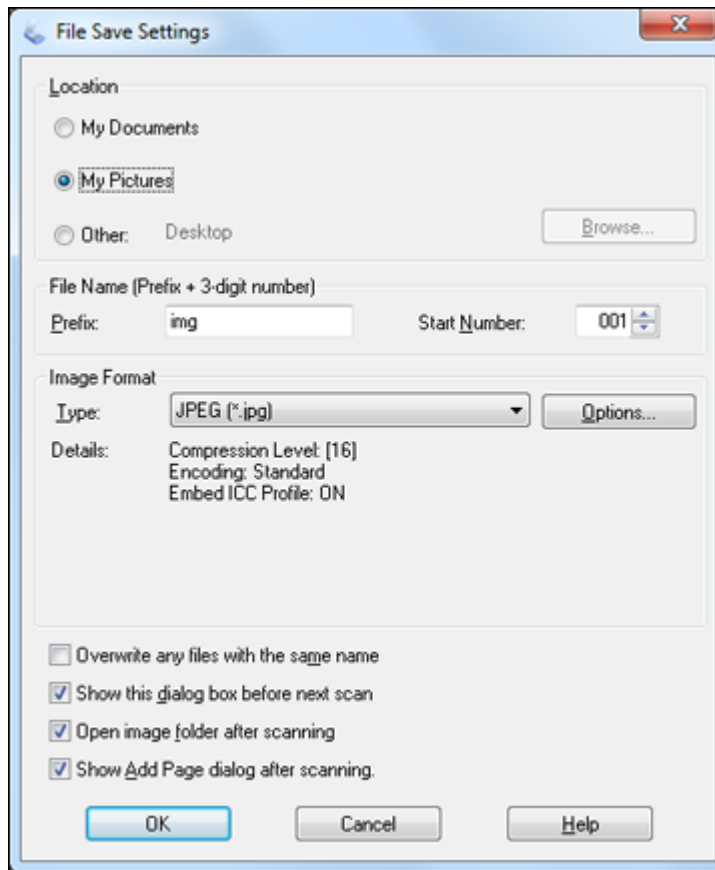 File Save Settings
Location
My Documents
My Pictures
Other: Desktop Browse...
File Name (Prefix + 3-digit number)
Prefix: img Start Number: 001
Image Format
Type: JPEG (*.jpg) Options...
Details: Compression Level: [16]
Encoding: Standard
Embed ICC Profile: ON
Overwrite any files with the same name
Show this dialog box before next scan
Open image folder after scanning
Show Add Page dialog after scanning.
OK Cancel Help